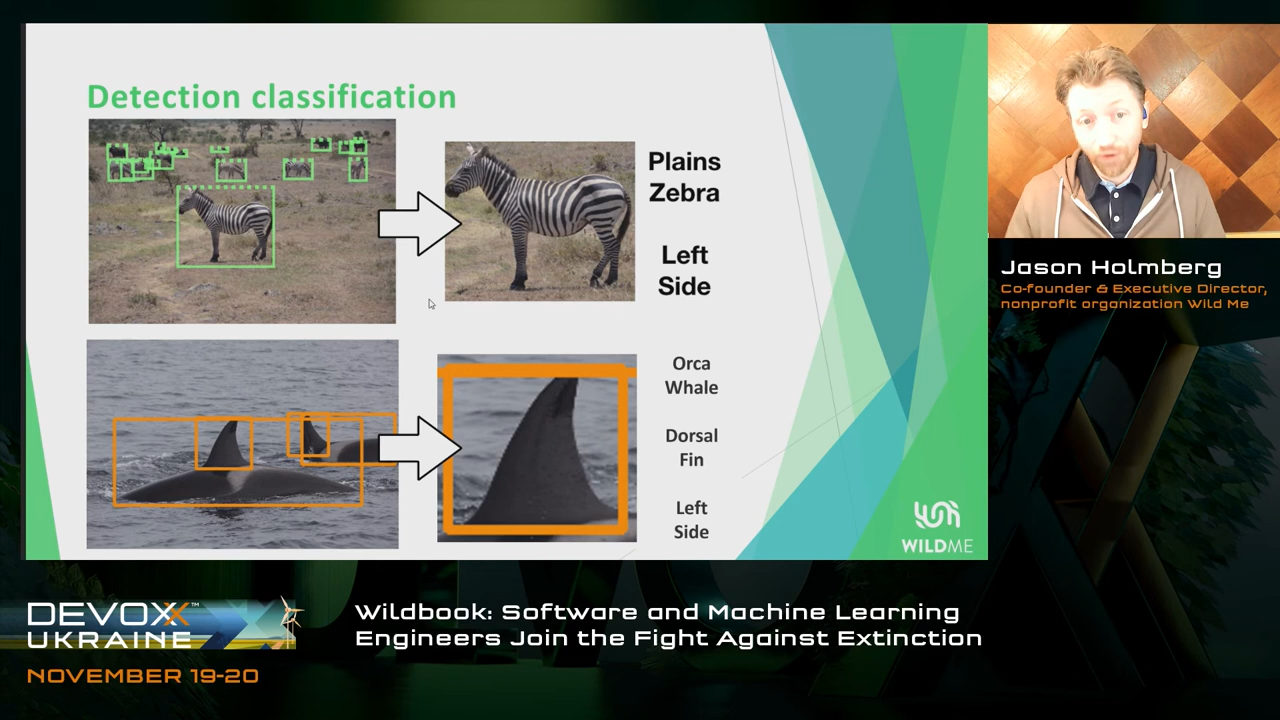 Detection classification
Plains
Zebra
Left
Side
Orca
Whale
Dorsal
Fin
Left
Side
WILDME
Jason Holmberg
Co-founder & Executive Director,
nonprofit organization Wild Me
DEVOXX™
UKRAINE
NOVEMBER 19-20
Wildbook: Software and Machine Learning
Engineers Join the Fight Against Extinction